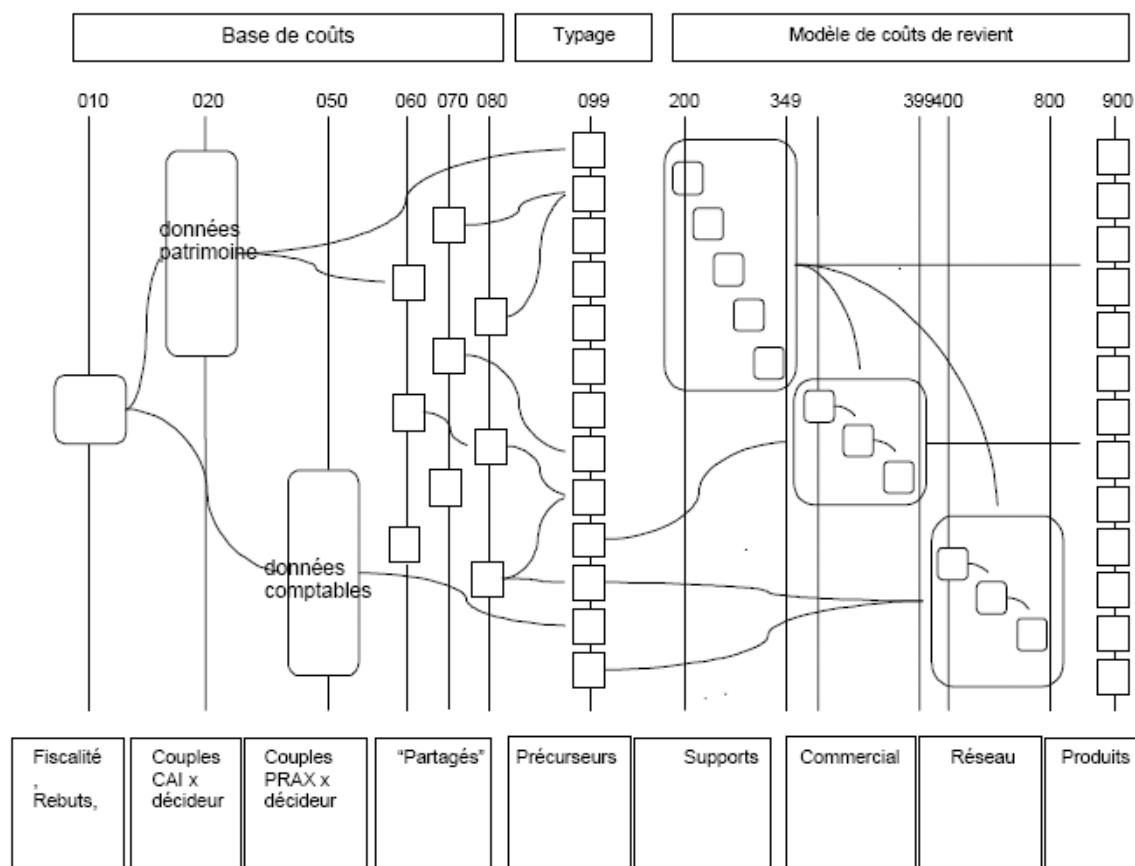 Base de coûts
Typage
Modèle de coûts de revient
010
020
050
060
070
080
099
200
349
399400
800
900
données
patrimoine
données
comptables
Fiscalité
,
Rebuts,
Couples
CAI x
décideur
Couples
PRAX x
décideur
“Partagés”
Précurseurs
Supports
Commercial
Réseau
Produits